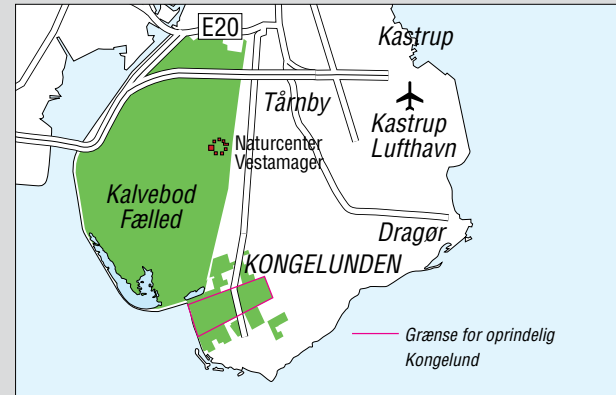 E20
Kastrup
Tårnby
Kastrup
Lufthavn
Naturcenter
Vestamager
Kalvebod
Fælled
Dragør
KONGELUNDEN
Grænse for oprindelig
Kongelund